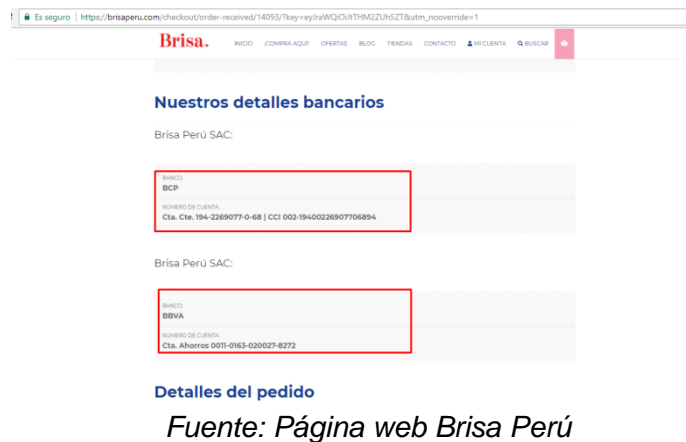 Es seguro | https://brisaperu.com/checkout/order-received/14093/?key=eyJraWQiOiJtTHM2ZUh5ZT&utm_nooverride=1
Brisa. INICIO ¡COMPRA AQUÍ! OFERTAS BLOG TIENDAS CONTACTO MI CUENTA BUSCAR
Nuestros detalles bancarios
Brisa Perú SAC:
BANCO:
BCP
NÚMERO DE CUENTA:
Cta. Cte. 194-2269077-0-68 | CCI 002-19400226907706894
Brisa Perú SAC:
BANCO:
BBVA
NÚMERO DE CUENTA:
Cta. Ahorros 0011-0163-020027-8272
Detalles del pedido
Fuente: Página web Brisa Perú